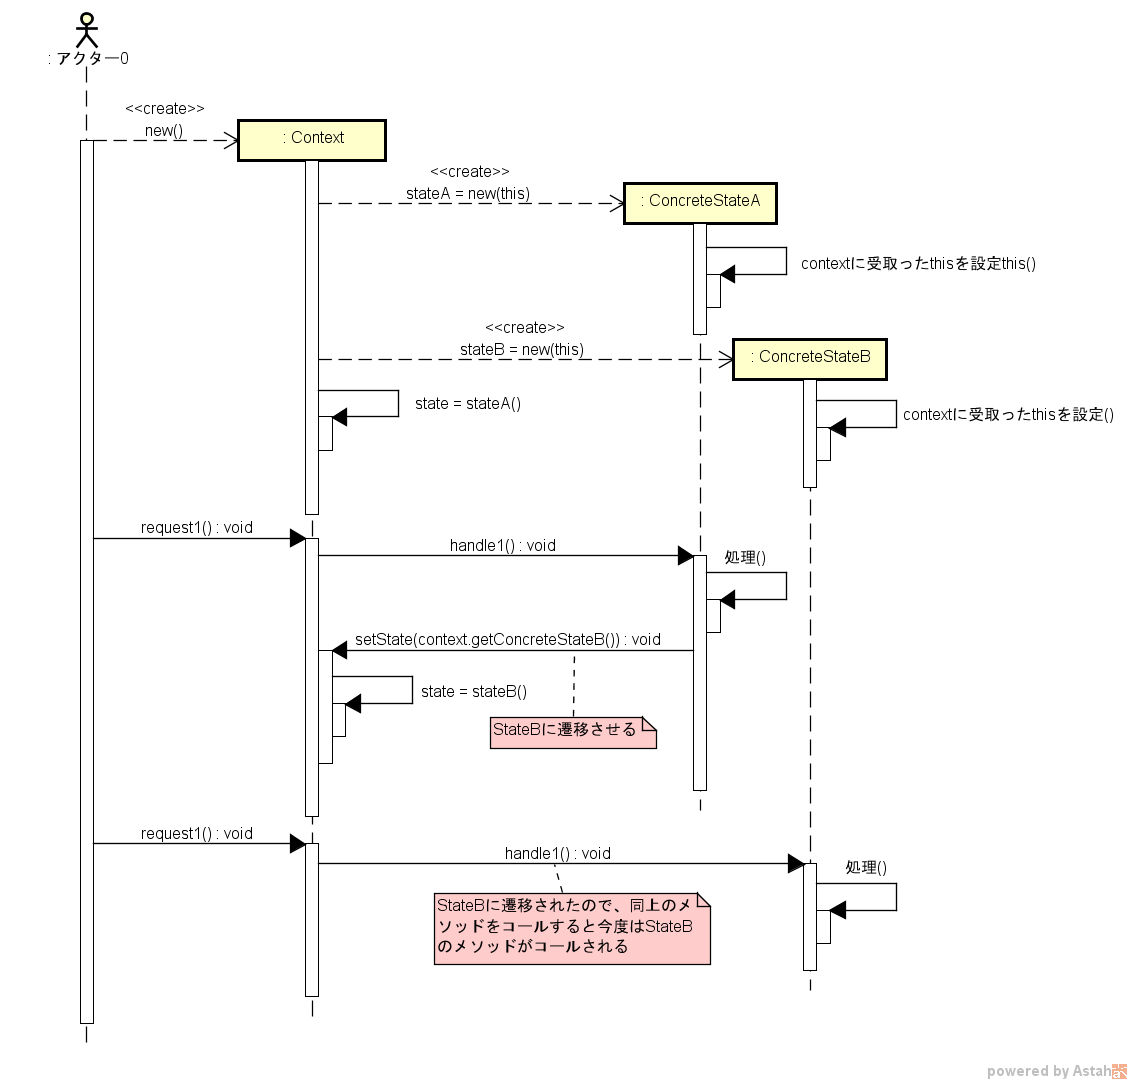 : アクター0
<<create>>
new()
: Context
<<create>>
stateA = new(this)
: ConcreteStateA
contextに受取ったthisを設定this()
<<create>>
stateB = new(this)
: ConcreteStateB
state = stateA()
contextに受取ったthisを設定()
request1() : void
handle1() : void
処理()
setState(context.getConcreteStateB()) : void
state = stateB()
StateBに遷移させる
request1() : void
handle1() : void
処理()
StateBに遷移されたので、同上のメ
ソッドをコールすると今度はStateB
のメソッドがコールされる
powered by Astah